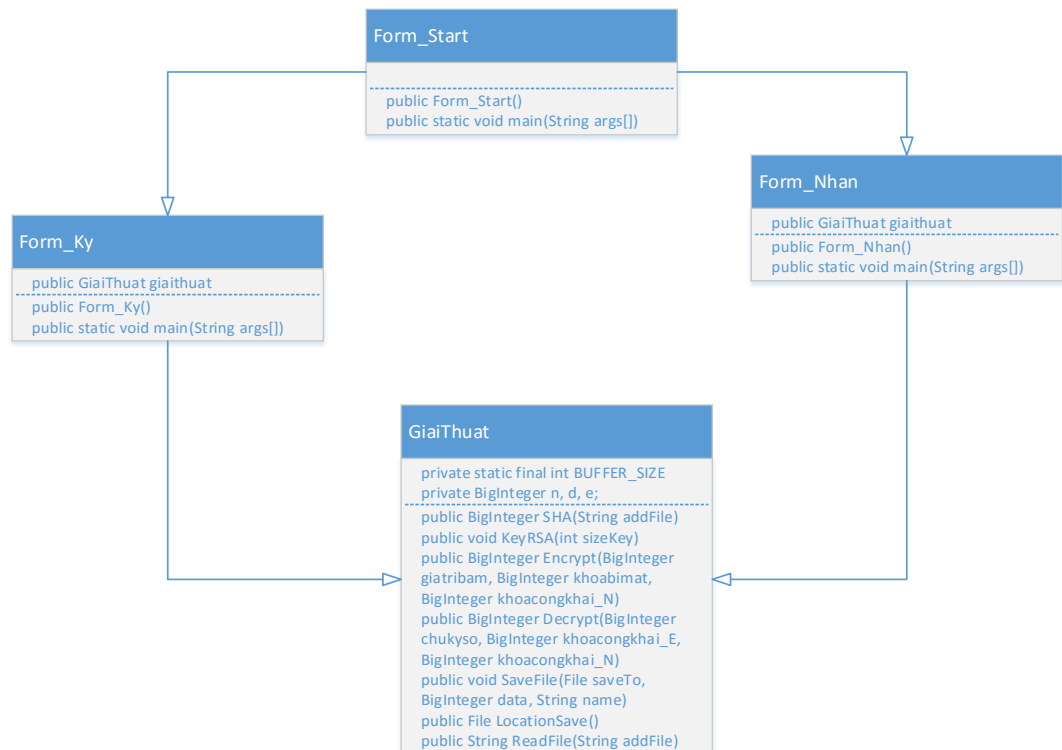 Form_Start
public Form_Start()
public static void main(String args[])
Form_Nhan
public GiaiThuat giaithuat
public Form_Nhan()
public static void main(String args[])
Form_Ky
public GiaiThuat giaithuat
public Form_Ky()
public static void main(String args[])
GiaiThuat
private static final int BUFFER_SIZE
private BigInteger n, d, e;
public BigInteger SHA(String addFile)
public void KeyRSA(int sizeKey)
public BigInteger Encrypt(BigInteger
giatribam, BigInteger khoabimat,
BigInteger khoacongkhai_N)
public BigInteger Decrypt(BigInteger
chukyso, BigInteger khoacongkhai_E,
BigInteger khoacongkhai_N)
public void SaveFile(File saveTo,
BigInteger data, String name)
public File LocationSave()
public String ReadFile(String addFile)